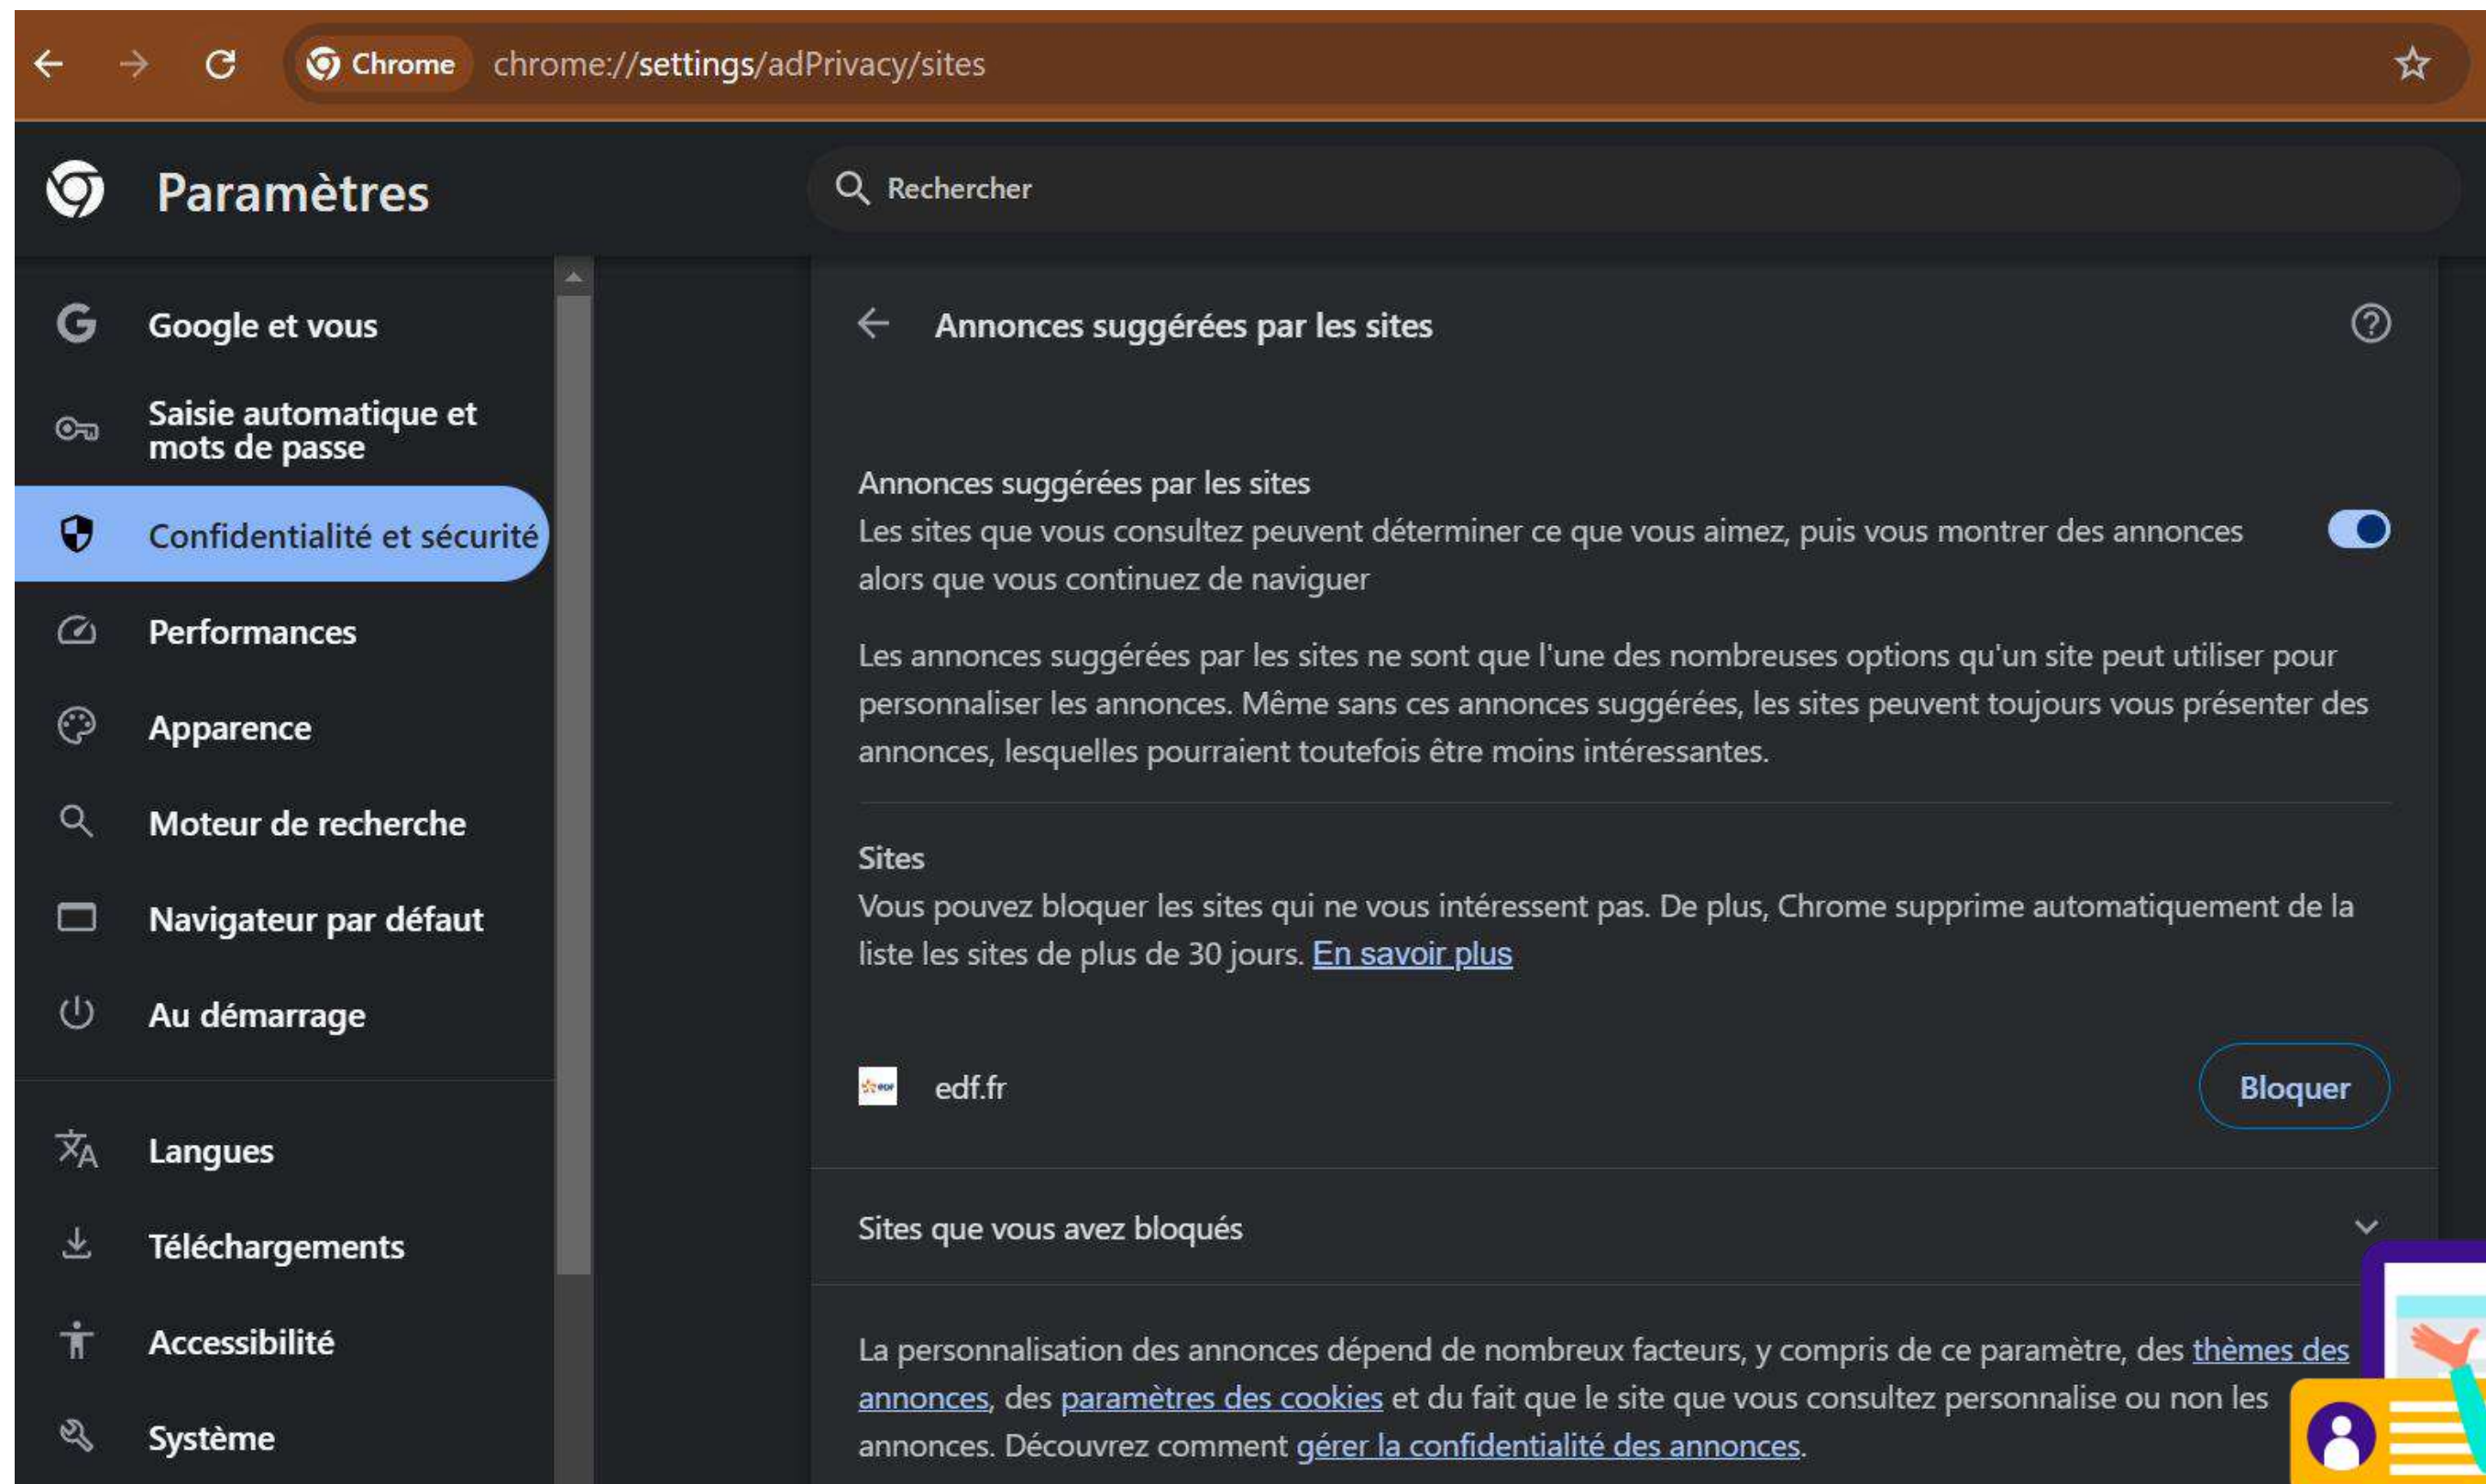 Chrome chrome://settings/adPrivacy/sites
Paramètres
Rechercher
Google et vous
Saisie automatique et
mots de passe
Confidentialité et sécurité
Performances
Apparence
Moteur de recherche
Navigateur par défaut
Au démarrage
Langues
Téléchargements
Accessibilité
Système
Annonces suggérées par les sites
Annonces suggérées par les sites
Les sites que vous consultez peuvent déterminer ce que vous aimez, puis vous montrer des annonces
alors que vous continuez de naviguer
Les annonces suggérées par les sites ne sont que l'une des nombreuses options qu'un site peut utiliser pour
personnaliser les annonces. Même sans ces annonces suggérées, les sites peuvent toujours vous présenter des
annonces, lesquelles pourraient toutefois être moins intéressantes.
Sites
Vous pouvez bloquer les sites qui ne vous intéressent pas. De plus, Chrome supprime automatiquement de la
liste les sites de plus de 30 jours. En savoir plus
edf edf.fr Bloquer
Sites que vous avez bloqués
La personnalisation des annonces dépend de nombreux facteurs, y compris de ce paramètre, des thèmes des
annonces, des paramètres des cookies et du fait que le site que vous consultez personnalise ou non les
annonces. Découvrez comment gérer la confidentialité des annonces.